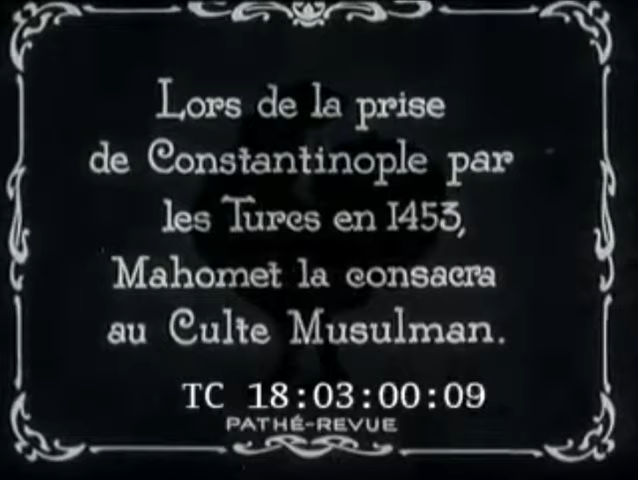 Lors de la prise
de Constantinople par
les Turcs en 1453,
Mahomet la consacra
au Culte Musulman.
TC 18:03:00:09
PATHÉ-REVUE